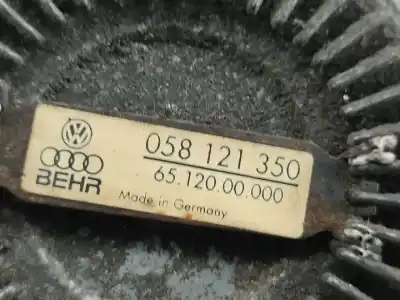 058 121 350
65.120.00.000
BEHR
Made in Germany